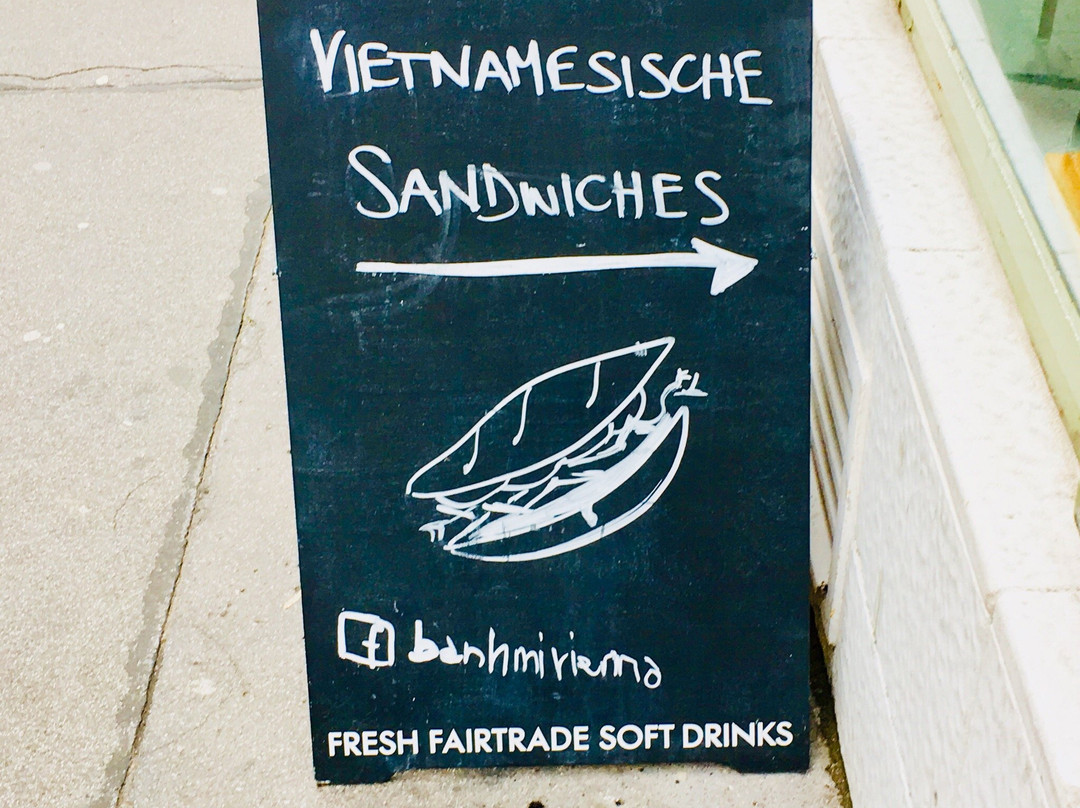 VIETNAMESISCHE
SANDWICHES
f banhmivienna
FRESH FAIRTRADE SOFT DRINKS